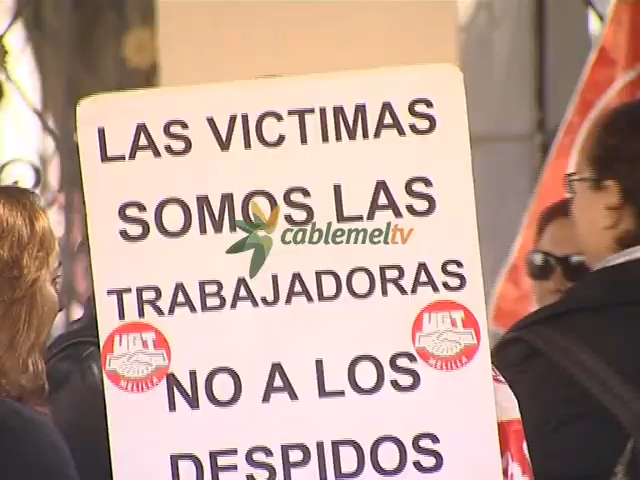 LAS VICTIMAS
SOMOS LAS
cablemeltv
TRABAJADORAS
UGT
MELILLA
UGT
MELILLA
NO A LOS
DESPIDOS